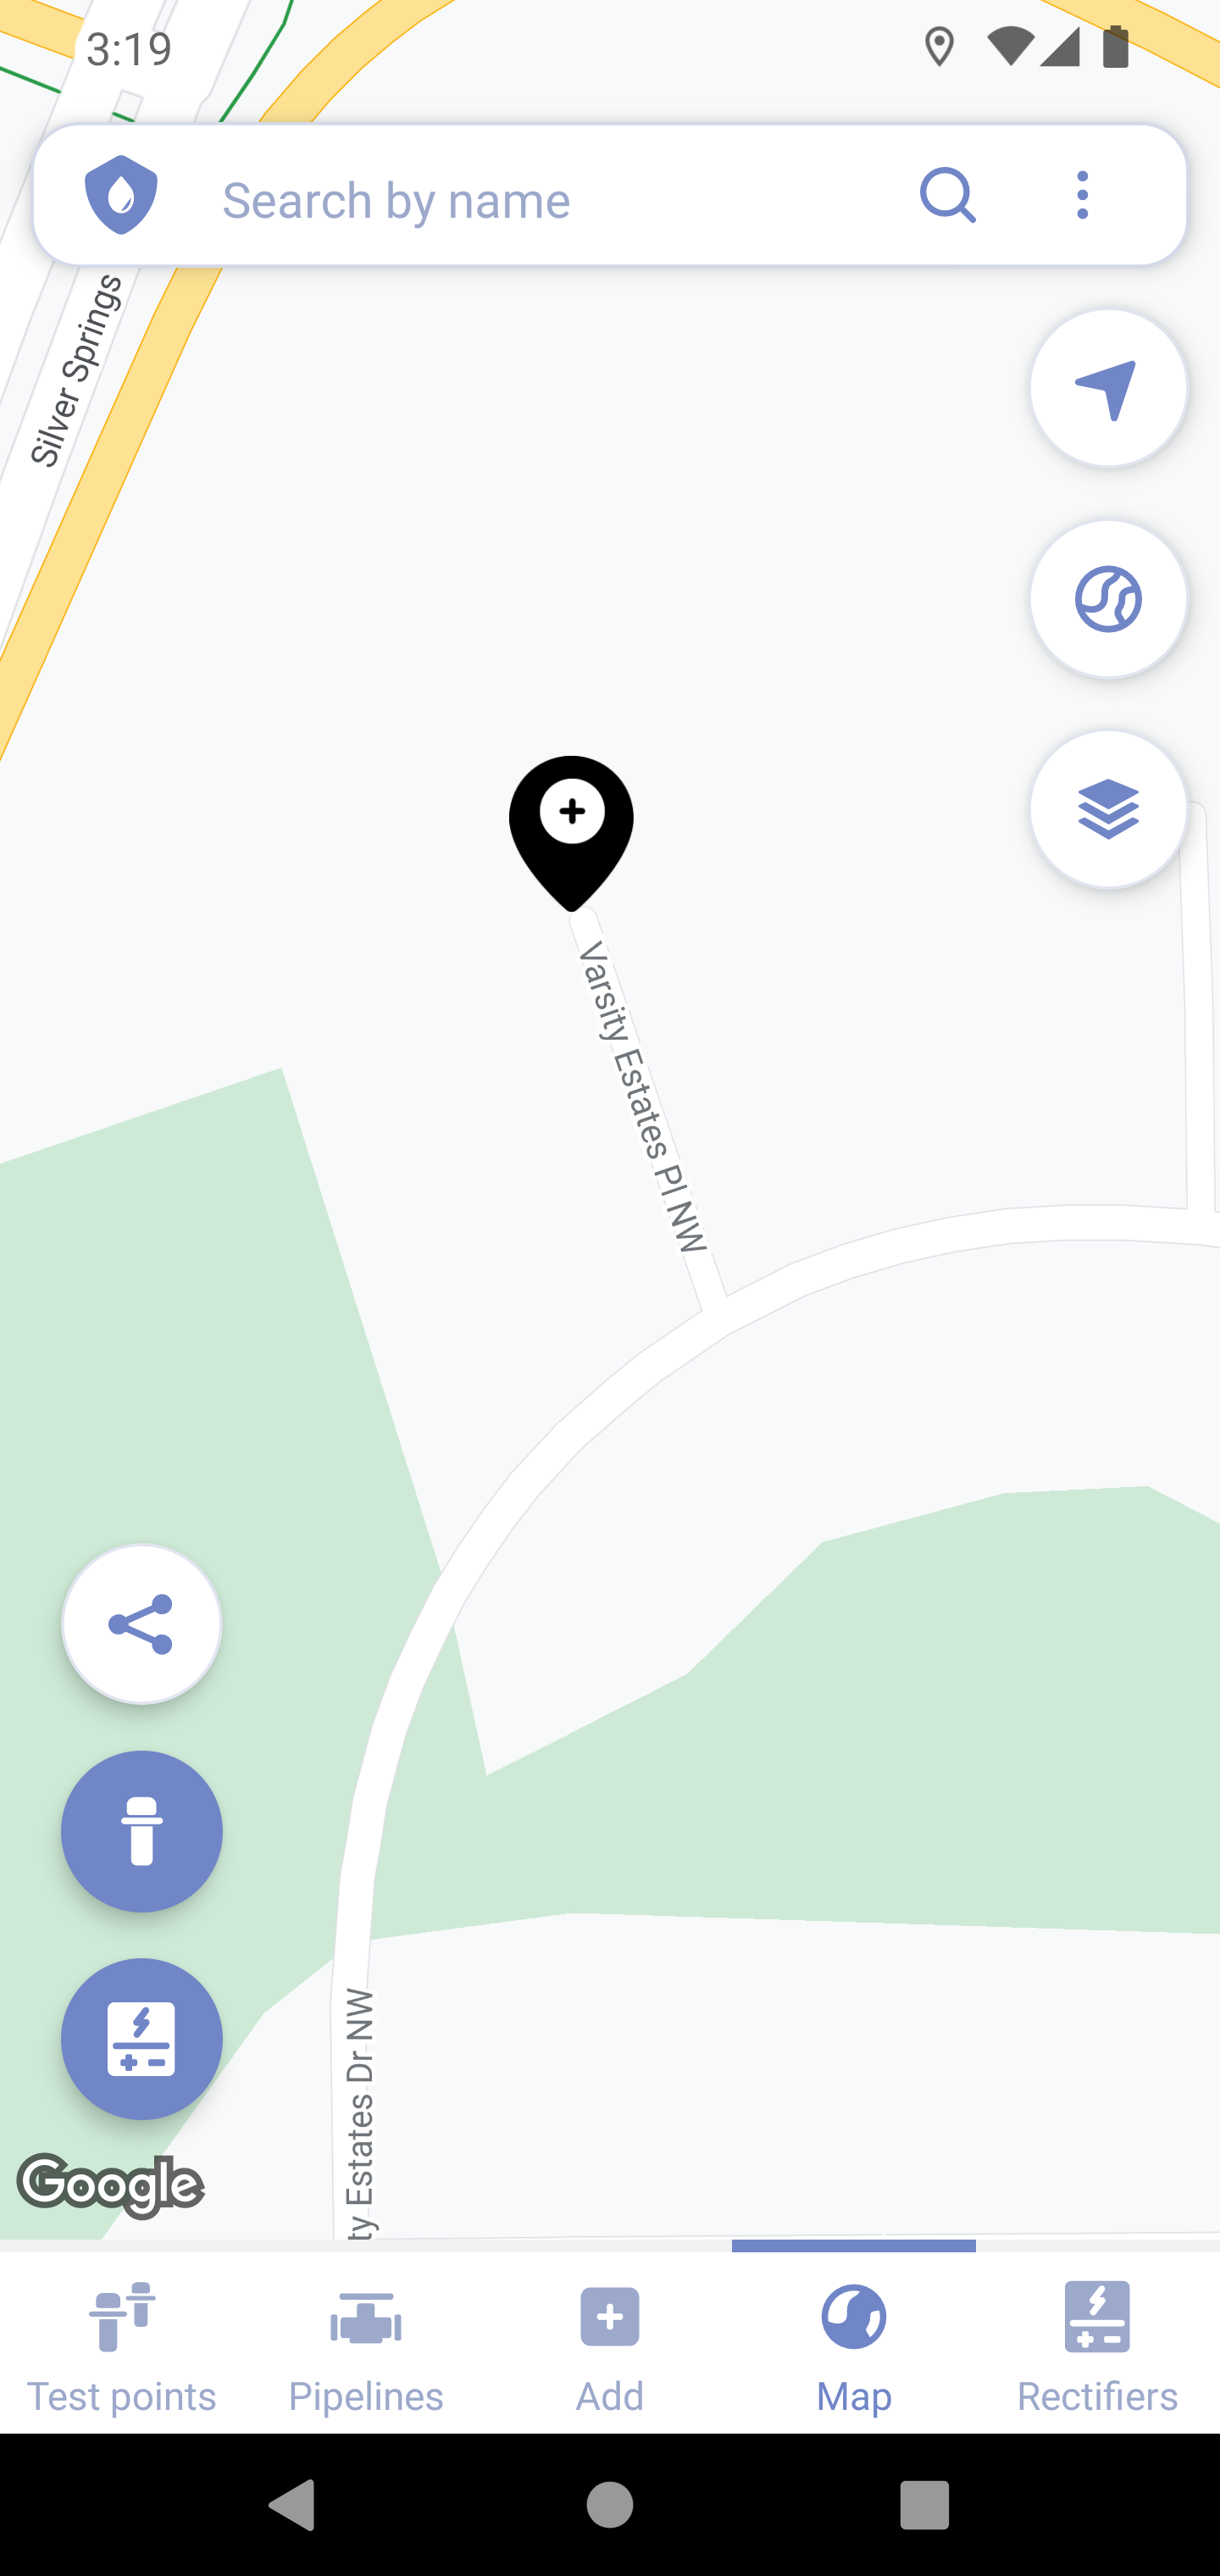 3:19
Search by name
Silver Springs
Varsity Estates Pl NW
ty Estates Dr NW
Google
Test points
Pipelines
Add
Map
Rectifiers